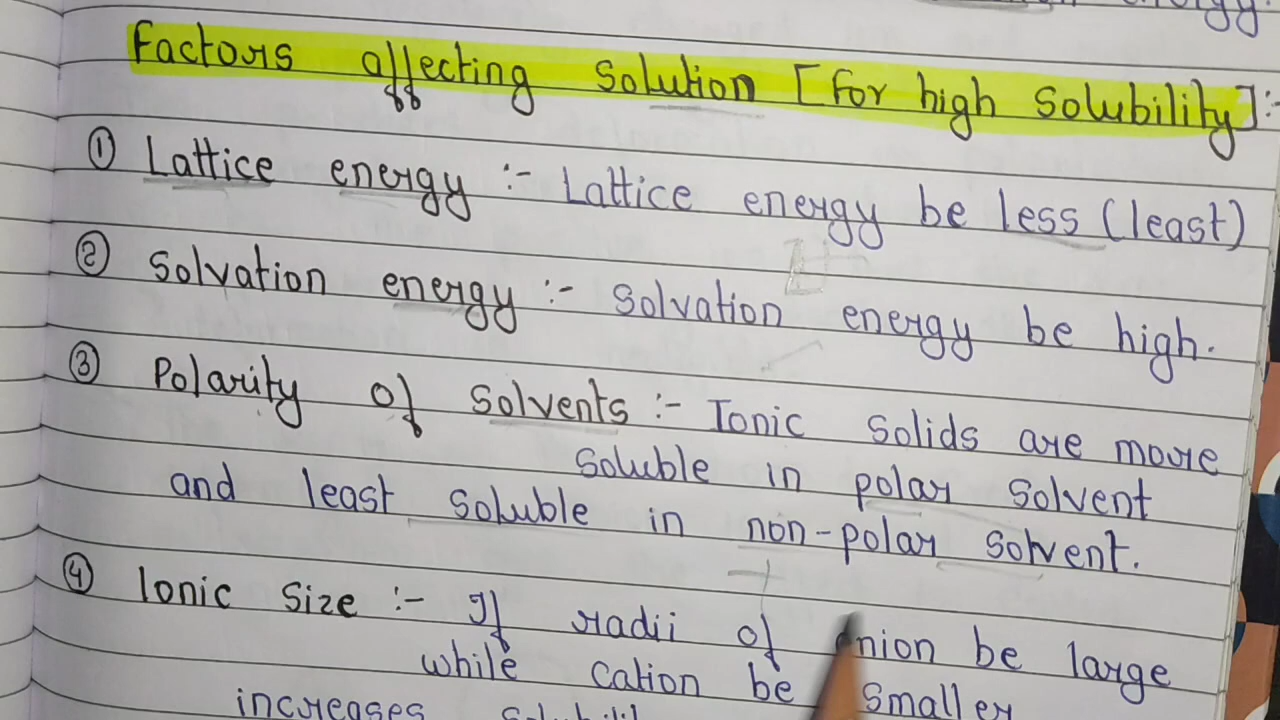 Factors affecting Solution [For high Solubility]:-
① Lattice energy :- Lattice energy be less (least)
② Solvation energy :- Solvation energy be high.
③ Polarity of Solvents :- Ionic solids are more
soluble in polar solvent
and least soluble in non-polar solvent.
④ Ionic Size :- If radii of anion be large
while cation be smaller
increases